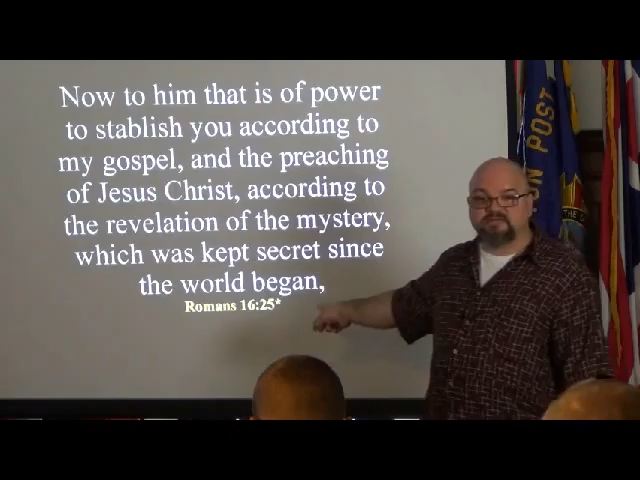 Now to him that is of power
to stablish you according to
my gospel, and the preaching
of Jesus Christ, according to
the revelation of the mystery,
which was kept secret since
the world began,
Romans 16:25*
POST
ON
THE